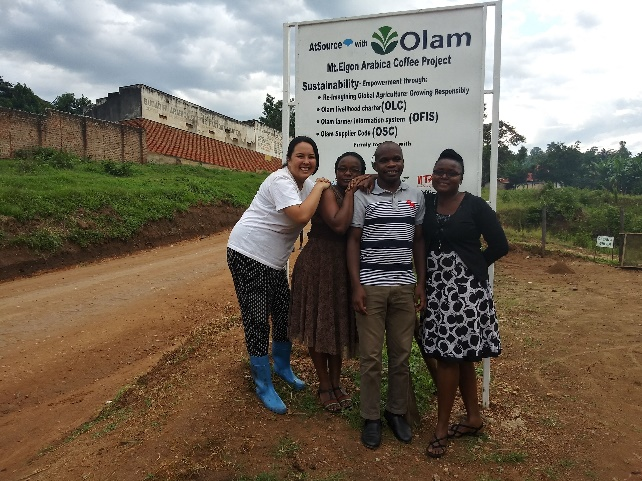 AtSource with Olam
Mt.Elgon Arabica Coffee Project
Sustainability- Empowerment through:
• Re-Imagining Global Agriculture: Growing Responsibly
• Olam livelihood charter(OLC)
• Olam farmer information system (OFIS)
• Olam Supplier Code(OSC)
with